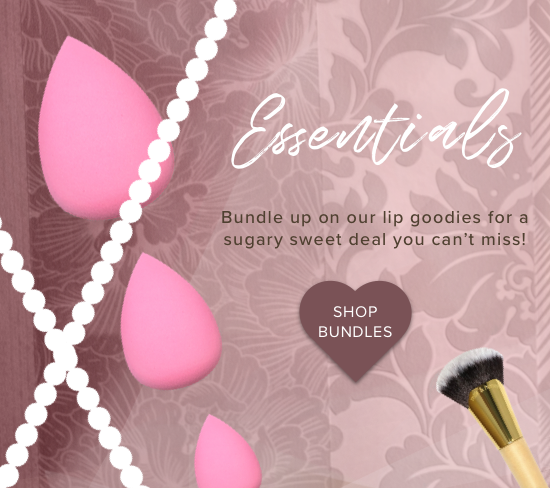 Essentials
Bundle up on our lip goodies for a
sugary sweet deal you can’t miss!
SHOP
BUNDLES